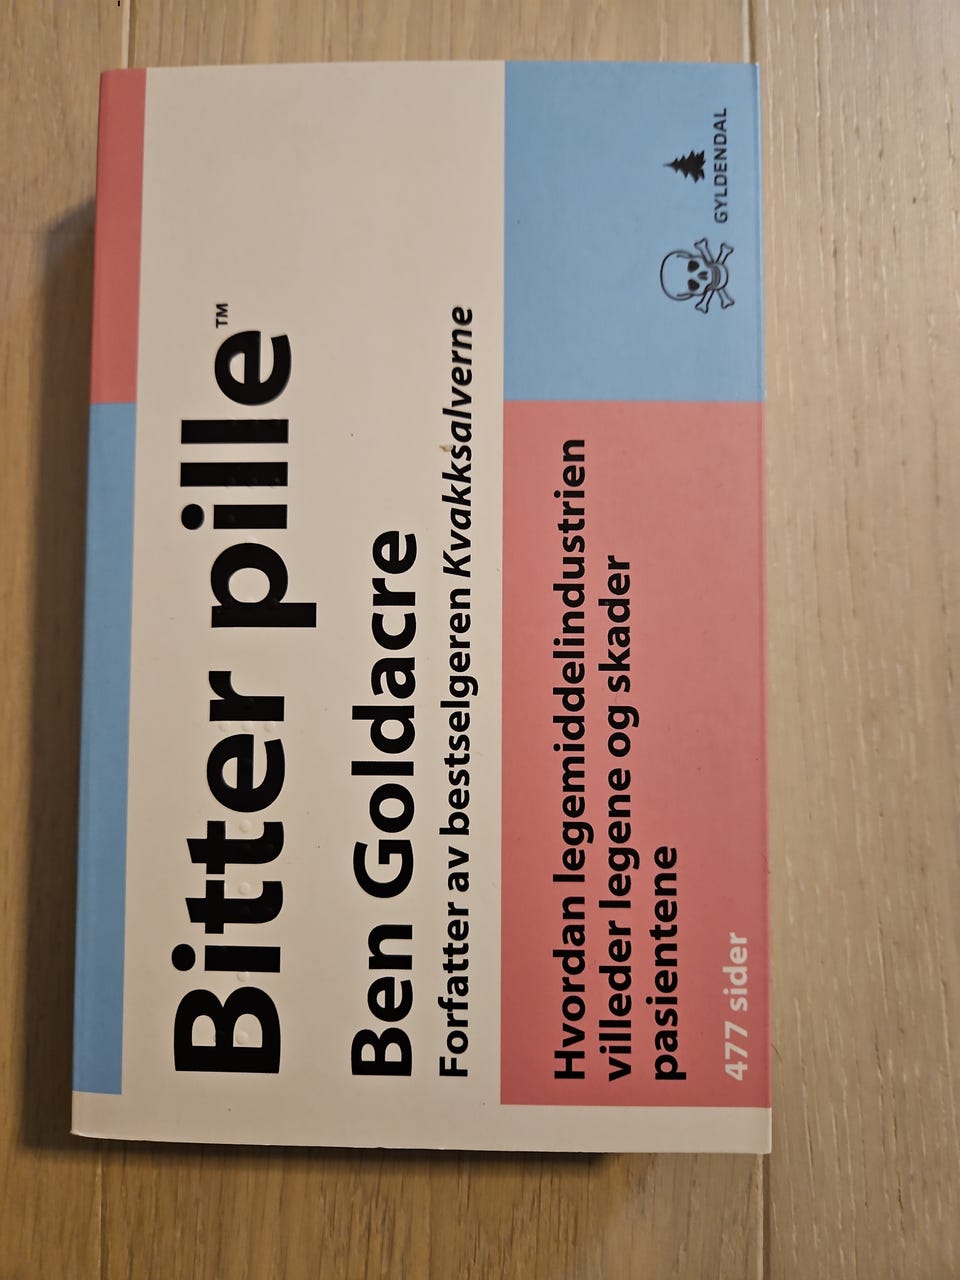 Bitter pille™
Ben Goldacre
Forfatter av bestselgeren Kvakksalverne
Hvordan legemiddelindustrien
villeder legene og skader
pasientene
477 sider
GYLDENDAL